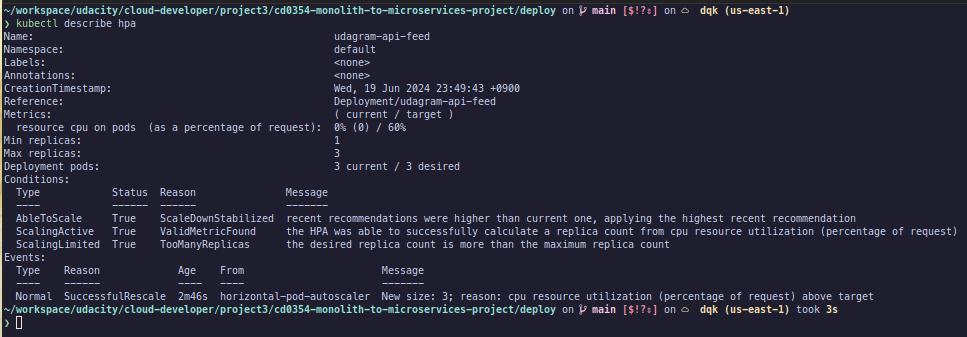 ~/workspace/udacity/cloud-developer/project3/cd0354-monolith-to-microservices-project/deploy on main [$!?⇕] on dqk (us-east-1)
❯ kubectl describe hpa
Name: udagram-api-feed
Namespace: default
Labels: <none>
Annotations: <none>
CreationTimestamp: Wed, 19 Jun 2024 23:49:43 +0900
Reference: Deployment/udagram-api-feed
Metrics: ( current / target )
  resource cpu on pods  (as a percentage of request): 0% (0) / 60%
Min replicas: 1
Max replicas: 3
Deployment pods: 3 current / 3 desired
Conditions:
  Type            Status  Reason               Message
  ----            ------  ------               -------
  AbleToScale     True    ScaleDownStabilized  recent recommendations were higher than current one, applying the highest recent recommendation
  ScalingActive   True    ValidMetricFound     the HPA was able to successfully calculate a replica count from cpu resource utilization (percentage of request)
  ScalingLimited  True    TooManyReplicas      the desired replica count is more than the maximum replica count
Events:
  Type    Reason             Age    From                       Message
  ----    ------             ----   ----                       -------
  Normal  SuccessfulRescale  2m46s  horizontal-pod-autoscaler  New size: 3; reason: cpu resource utilization (percentage of request) above target
~/workspace/udacity/cloud-developer/project3/cd0354-monolith-to-microservices-project/deploy on main [$!?⇕] on dqk (us-east-1) took 3s
❯